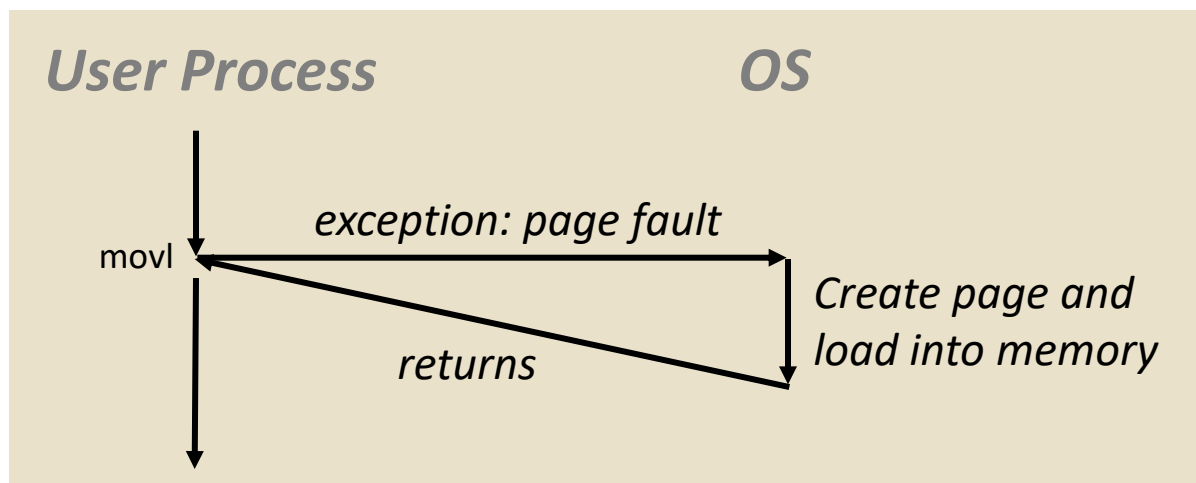 User Process
OS
exception: page fault
movl
Create page and
load into memory
returns